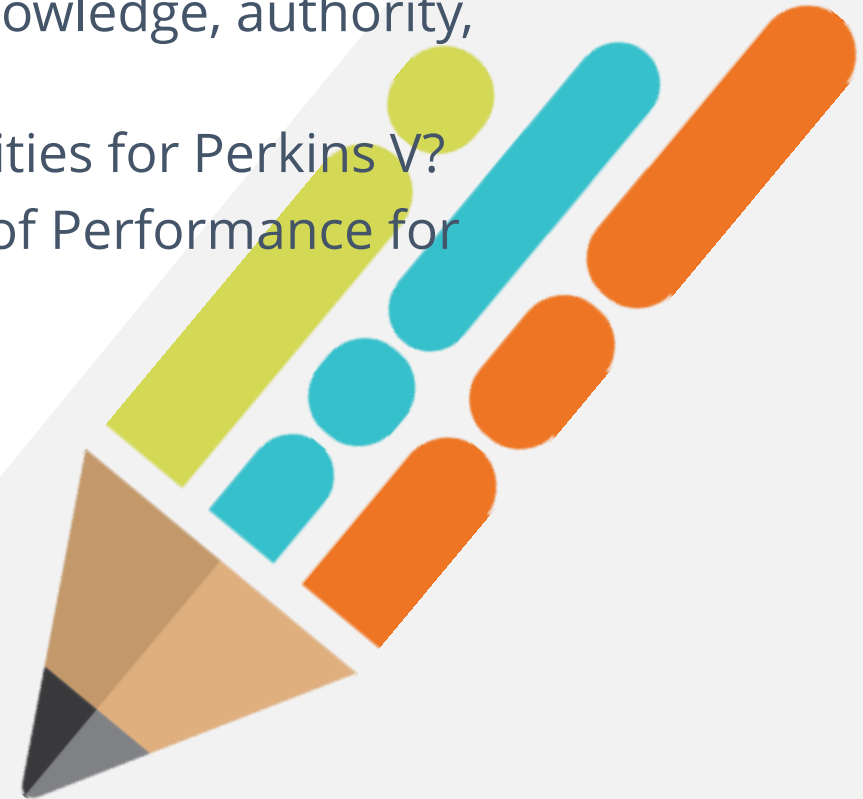 owledge, authority,
ities for Perkins V?
of Performance for